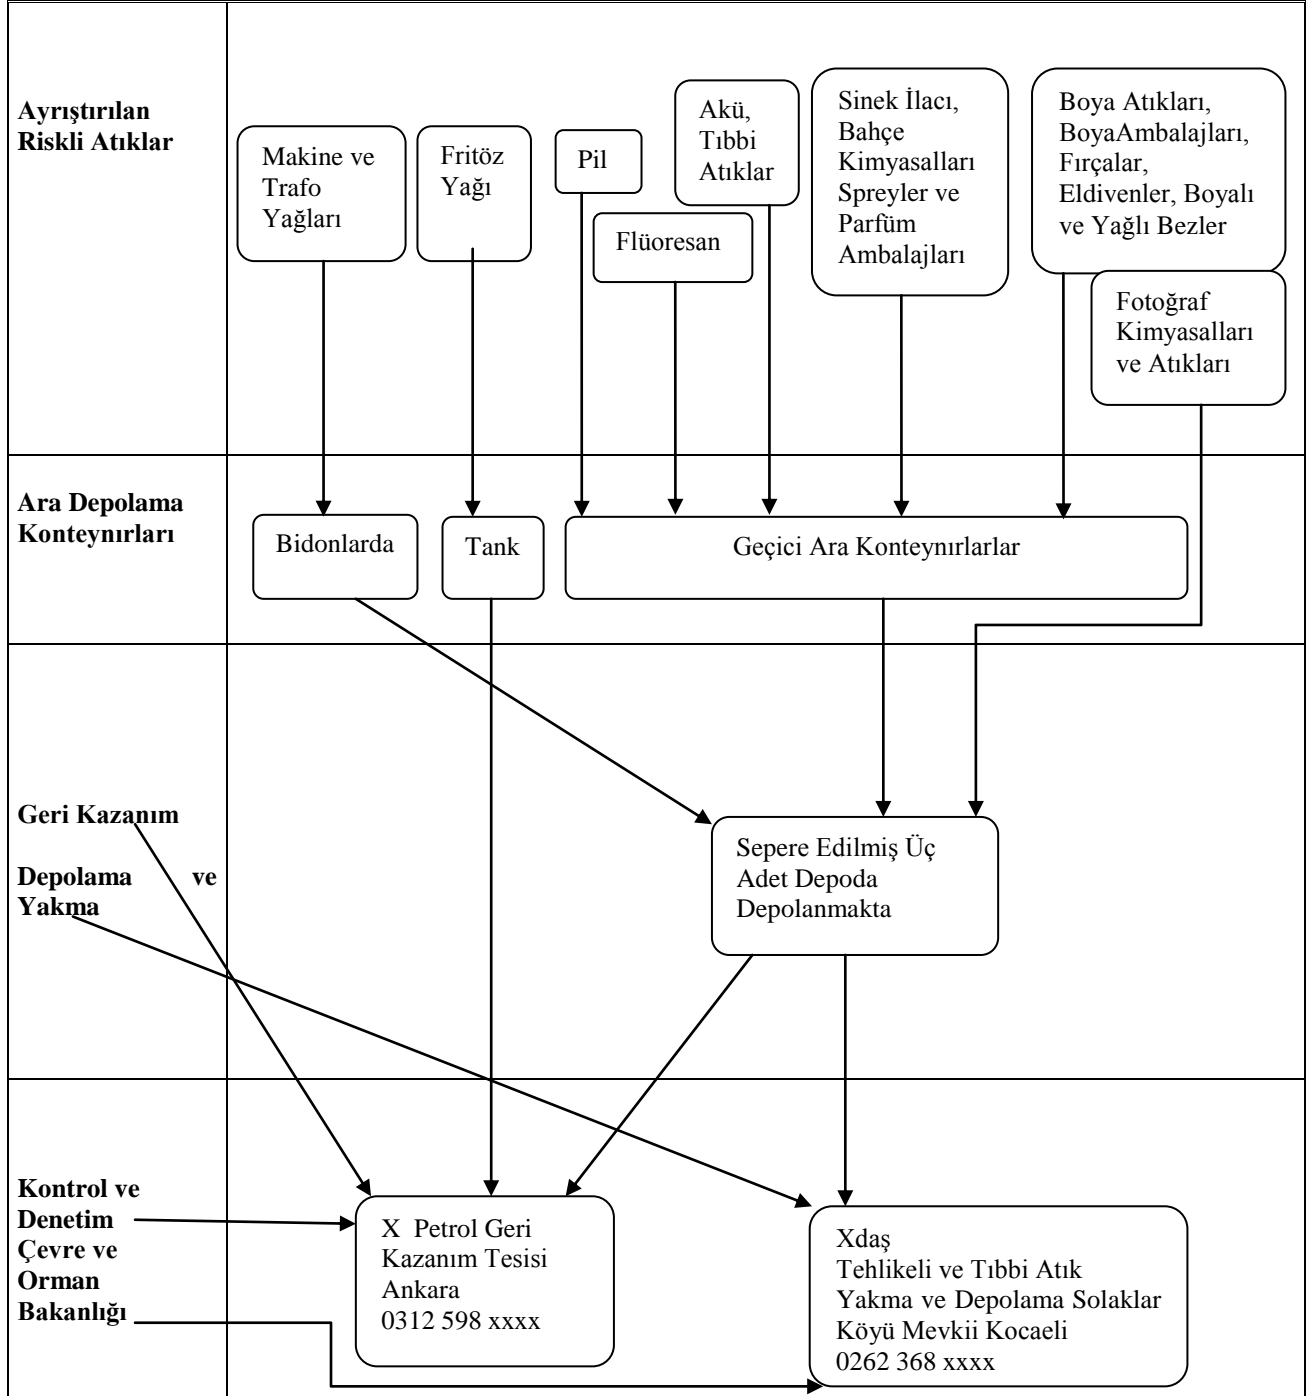 Ayrıştırılan
Riskli Atıklar
Makine ve
Trafo
Yağları
Fritöz
Yağı
Pil
Flüoresan
Akü,
Tıbbi
Atıklar
Sinek İlacı,
Bahçe
Kimyasalları
Spreyler ve
Parfüm
Ambalajları
Boya Atıkları,
BoyaAmbalajları,
Fırçalar,
Eldivenler, Boyalı
ve Yağlı Bezler
Fotoğraf
Kimyasalları
ve Atıkları
Ara Depolama
Konteynırları
Bidonlarda
Tank
Geçici Ara Konteynırlarlar
Geri Kazanım
Depolama ve
Yakma
Sepere Edilmiş Üç
Adet Depoda
Depolanmakta
Kontrol ve
Denetim
Çevre ve
Orman
Bakanlığı
X Petrol Geri
Kazanım Tesisi
Ankara
0312 598 xxxx
Xdaş
Tehlikeli ve Tıbbi Atık
Yakma ve Depolama Solaklar
Köyü Mevkii Kocaeli
0262 368 xxxx